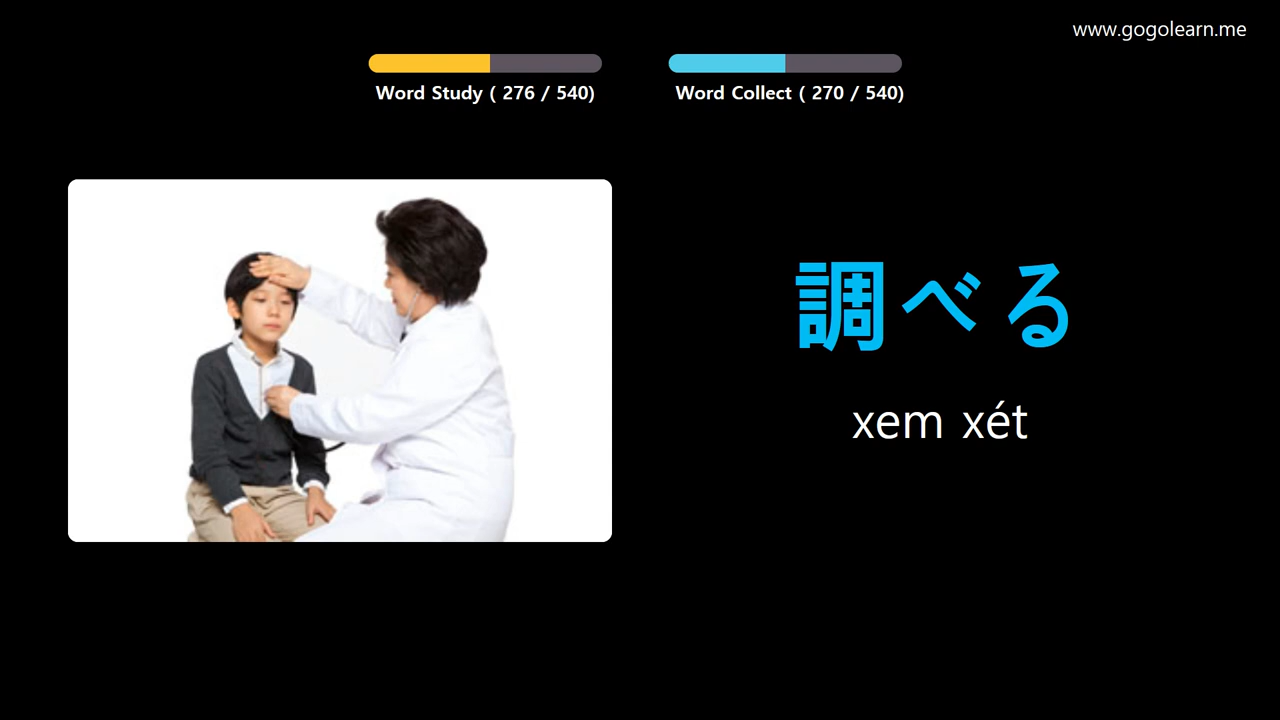 www.gogolearn.me
Word Study ( 276 / 540)
Word Collect ( 270 / 540)
調べる
xem xét